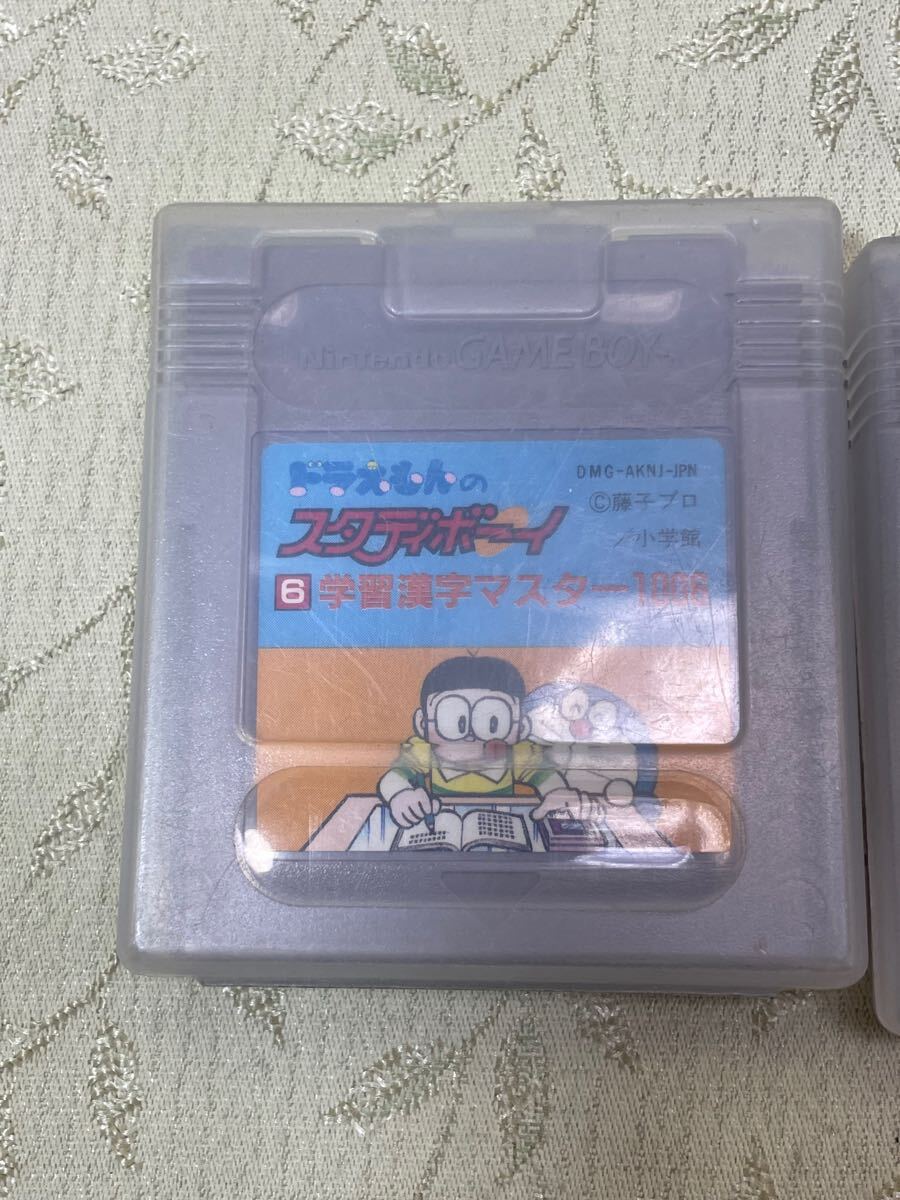 Nintendo GAME BOY™
ドラえもんの
スタディボーイ
6 学習漢字マスター1006
DMG-AKNJ-JPN
©藤子プロ
／小学館